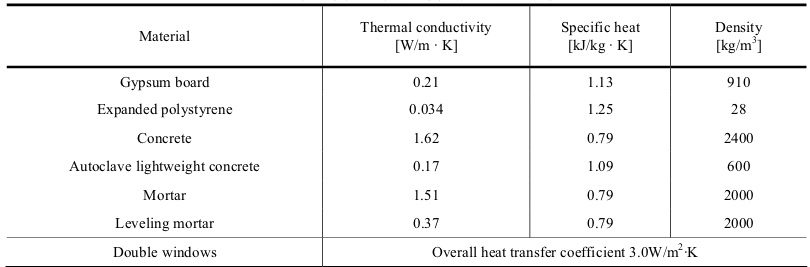 Material Thermal conductivity [W/m · K] Specific heat [kJ/kg · K] Density [kg/m³]
Gypsum board 0.21 1.13 910
Expanded polystyrene 0.034 1.25 28
Concrete 1.62 0.79 2400
Autoclave lightweight concrete 0.17 1.09 600
Mortar 1.51 0.79 2000
Leveling mortar 0.37 0.79 2000
Double windows Overall heat transfer coefficient 3.0W/m²·K